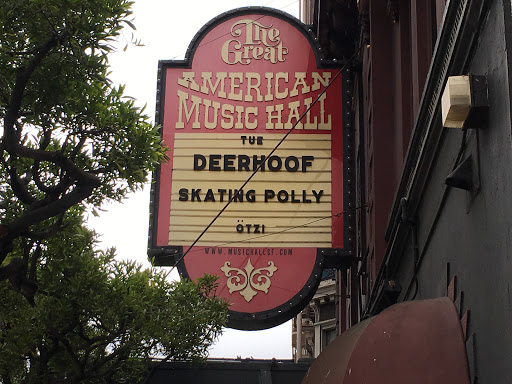 The
Great
AMERICAN
MUSIC HALL
TUE
DEERHOOF
SKATING POLLY
ÖTZI
WWW.MUSICHALLSF.COM